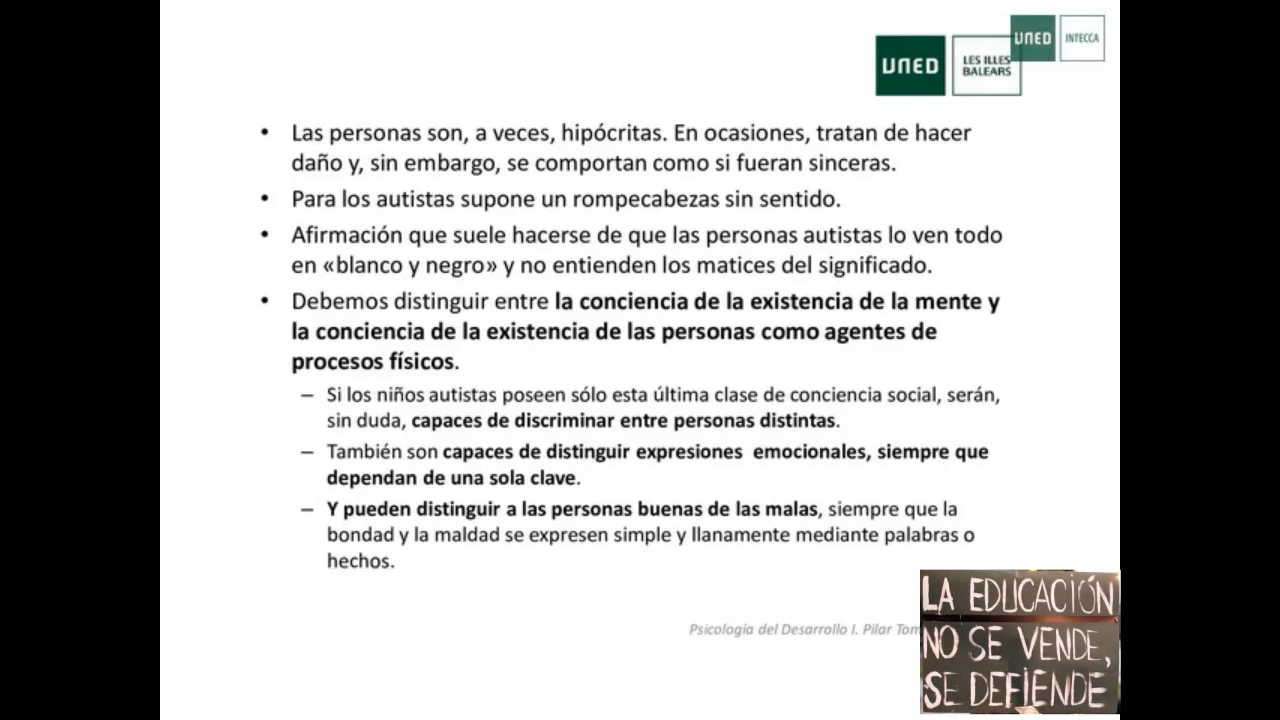 UNED
INTECCA
UNED
LES ILLES
BALEARS
• Las personas son, a veces, hipócritas. En ocasiones, tratan de hacer
daño y, sin embargo, se comportan como si fueran sinceras.
• Para los autistas supone un rompecabezas sin sentido.
• Afirmación que suele hacerse de que las personas autistas lo ven todo
en «blanco y negro» y no entienden los matices del significado.
• Debemos distinguir entre la conciencia de la existencia de la mente y
la conciencia de la existencia de las personas como agentes de
procesos físicos.
– Si los niños autistas poseen sólo esta última clase de conciencia social, serán,
sin duda, capaces de discriminar entre personas distintas.
– También son capaces de distinguir expresiones emocionales, siempre que
dependan de una sola clave.
– Y pueden distinguir a las personas buenas de las malas, siempre que la
bondad y la maldad se expresen simple y llanamente mediante palabras o
hechos.
Psicología del Desarrollo I. Pilar
LA EDUCACIÓN
NO SE VENDE,
SE DEFIENDE